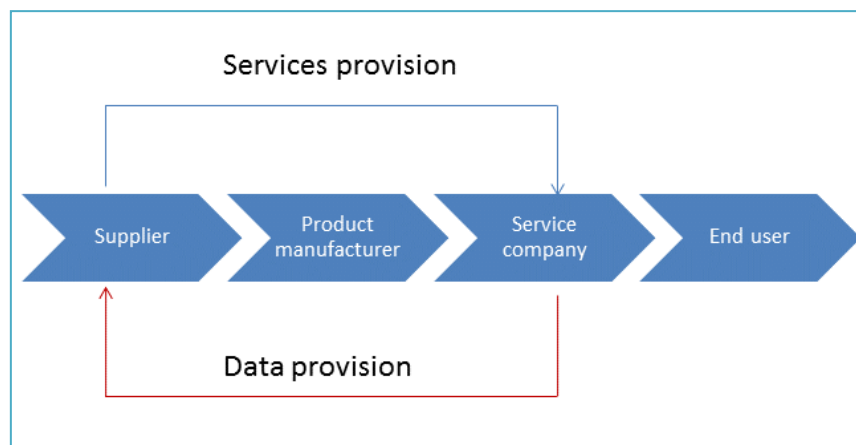 Services provision
Supplier
Product
manufacturer
Service
company
End user
Data provision